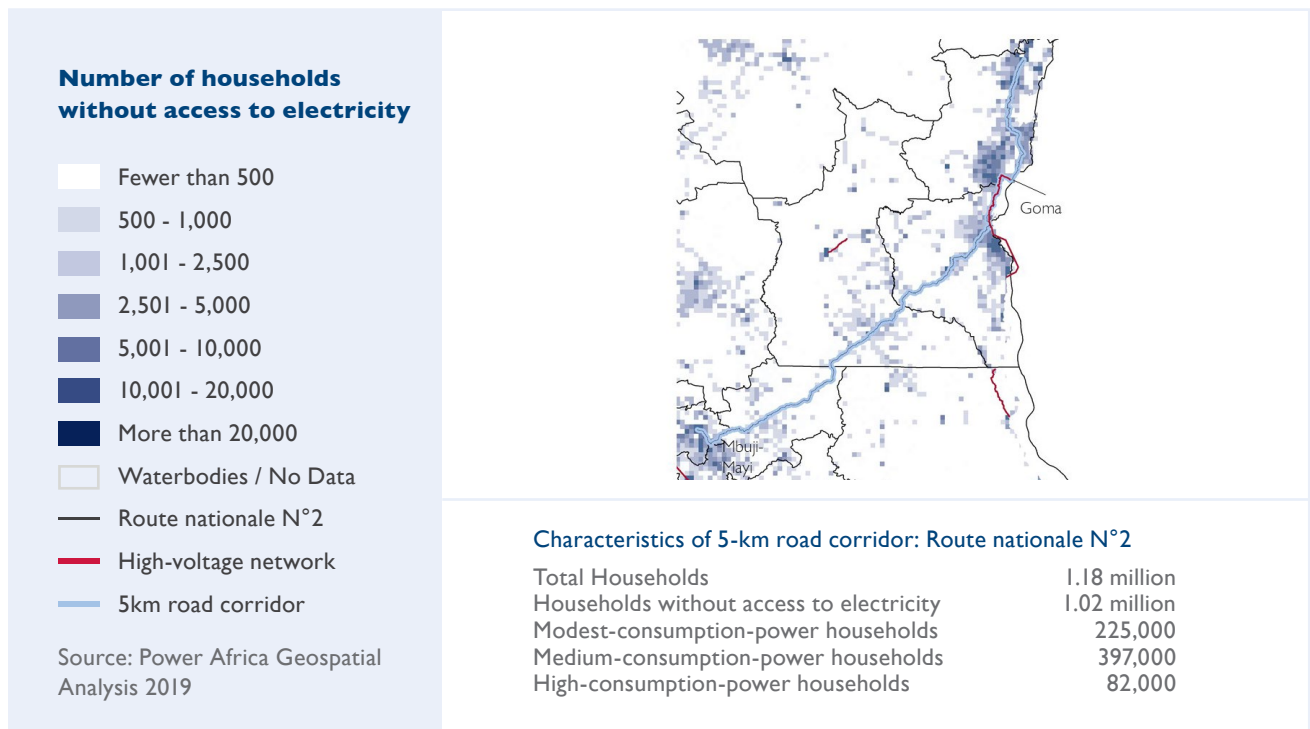 Number of households
without access to electricity
Fewer than 500
500 - 1,000
1,001 - 2,500
2,501 - 5,000
5,001 - 10,000
10,001 - 20,000
More than 20,000
Waterbodies / No Data
Route nationale N°2
High-voltage network
5km road corridor
Source: Power Africa Geospatial
Analysis 2019
Goma
Mbuji-
Mayi
Characteristics of 5-km road corridor: Route nationale N°2
Total Households 1.18 million
Households without access to electricity 1.02 million
Modest-consumption-power households 225,000
Medium-consumption-power households 397,000
High-consumption-power households 82,000